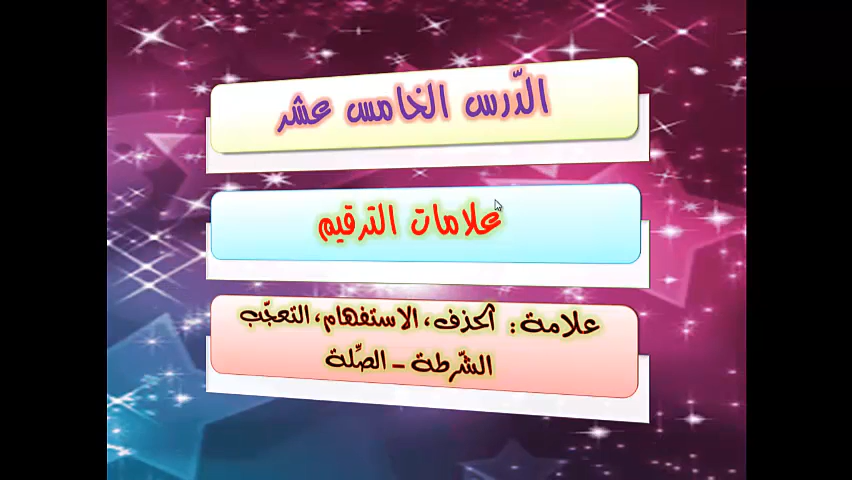 الدّرس الخامس عشر
علامات الترقيم
علامة : الحذف، الاستفهام، التعجّب
الشّرطة – الصِّلة